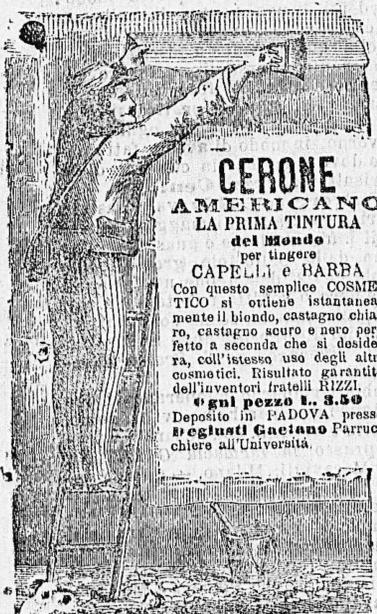 CERONE
AMERICANO
LA PRIMA TINTURA
del Mondo
per tingere
CAPELLI e BARBA
Con questo semplice COSME
TICO si ottiene istantanea
mente il biondo, castagno chia
ro, castagno scuro e nero per
fetto a seconda che si deside
ra, coll'istesso uso degli altr
cosmetici. Risultato garantit
dell'inventori fratelli RIZZI.
Ogni pezzo L. 3.50
Deposito in PADOVA press
Degiusti Gaetano Parruc
chiere all'Università.